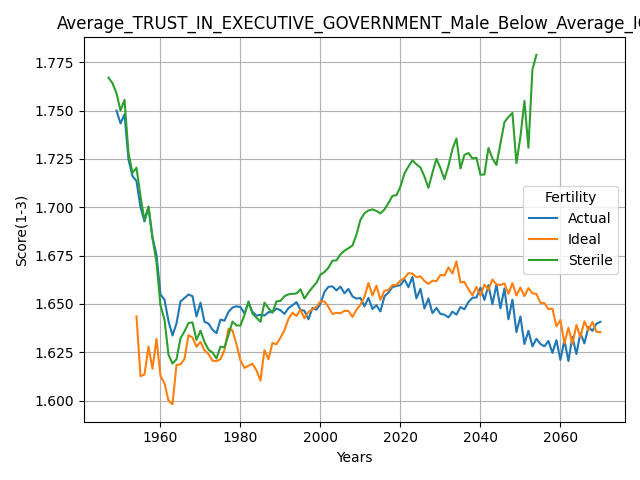 Average_TRUST_IN_EXECUTIVE_GOVERNMENT_Male_Below_Average_IQ
1.775
1.750
1.725
1.700
1.675
1.650
1.625
1.600
Score(1-3)
Fertility
Actual
Ideal
Sterile
1960 1980 2000 2020 2040 2060
Years